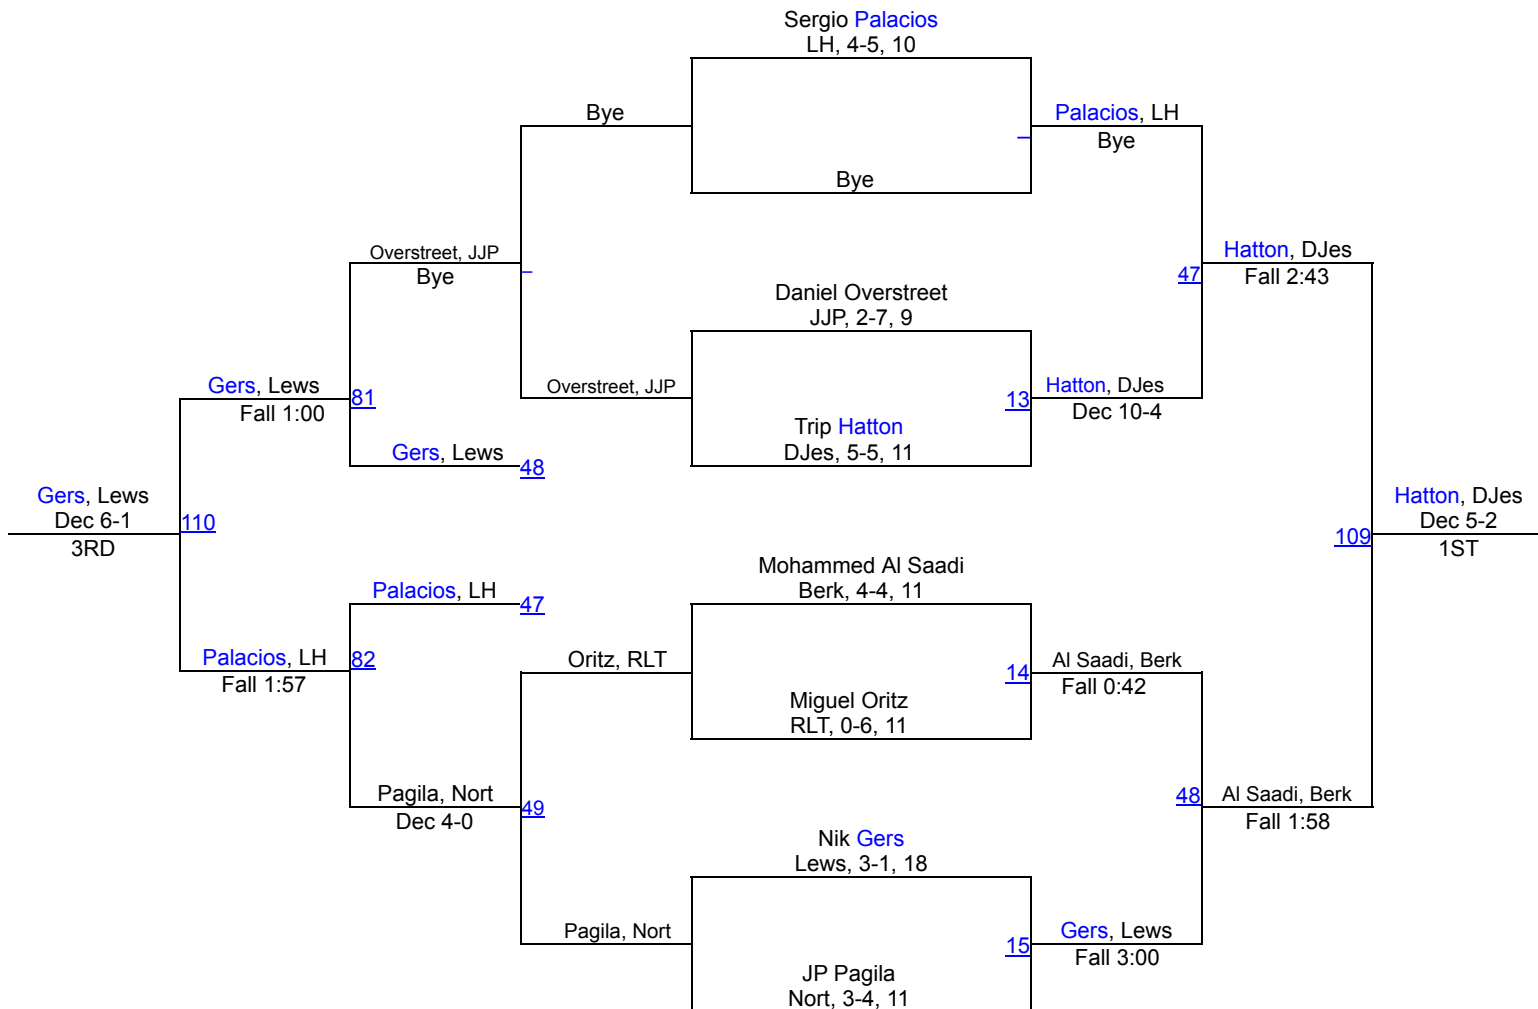 Sergio Palacios
LH, 4-5, 10
Bye
Palacios, LH
–
Bye
Bye
Overstreet, JJP
Bye
–
Hatton, DJes
47
Fall 2:43
Daniel Overstreet
JJP, 2-7, 9
Gers, Lews
81
Fall 1:00
Overstreet, JJP
13
Hatton, DJes
Dec 10-4
Trip Hatton
DJes, 5-5, 11
Gers, Lews
48
Gers, Lews
Dec 6-1
110
3RD
Hatton, DJes
Dec 5-2
109
1ST
Mohammed Al Saadi
Berk, 4-4, 11
Palacios, LH
47
Palacios, LH
82
Fall 1:57
Oritz, RLT
14
Al Saadi, Berk
Fall 0:42
Miguel Oritz
RLT, 0-6, 11
Pagila, Nort
49
Dec 4-0
48
Al Saadi, Berk
Fall 1:58
Nik Gers
Lews, 3-1, 18
Pagila, Nort
15
Gers, Lews
Fall 3:00
JP Pagila
Nort, 3-4, 11